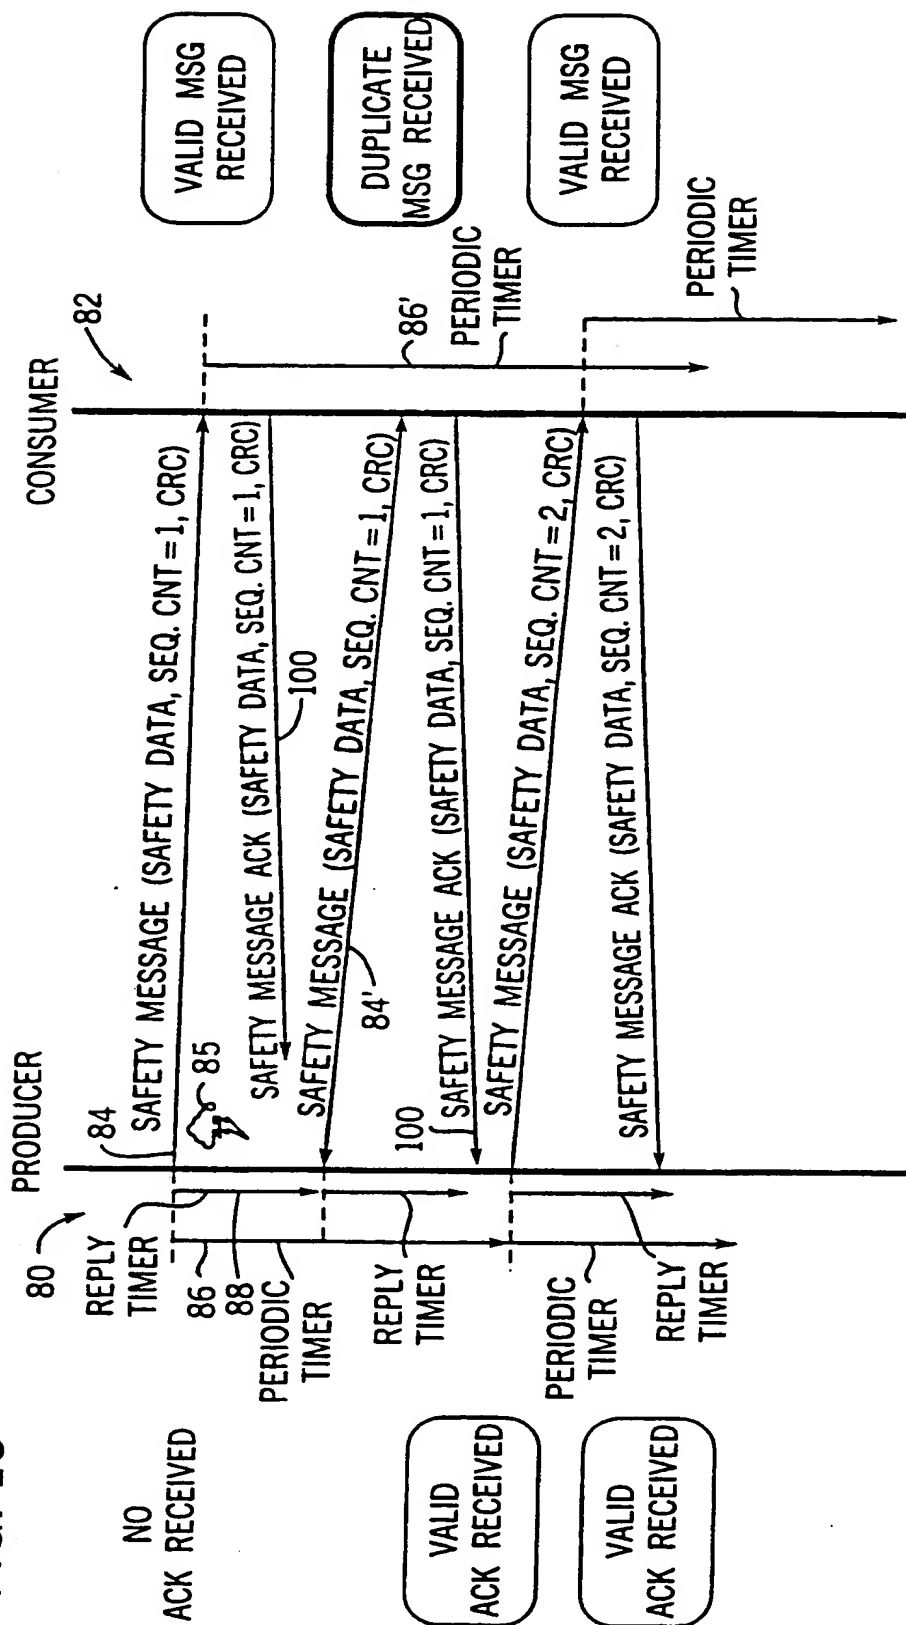 PRODUCER
CONSUMER
80
82
84
SAFETY MESSAGE (SAFETY DATA, SEQ. CNT=1, CRC)
VALID MSG
RECEIVED
REPLY
TIMER
85
NO
ACK RECEIVED
86
88
SAFETY MESSAGE ACK (SAFETY DATA, SEQ. CNT=1, CRC)
100
PERIODIC
TIMER
SAFETY MESSAGE (SAFETY DATA, SEQ. CNT=1, CRC)
84'
86'
DUPLICATE
MSG RECEIVED
REPLY
TIMER
PERIODIC
TIMER
SAFETY MESSAGE ACK (SAFETY DATA, SEQ. CNT=1, CRC)
100
VALID
ACK RECEIVED
SAFETY MESSAGE (SAFETY DATA, SEQ. CNT=2, CRC)
VALID MSG
RECEIVED
PERIODIC
TIMER
SAFETY MESSAGE ACK (SAFETY DATA, SEQ. CNT=2, CRC)
VALID
ACK RECEIVED
REPLY
TIMER
PERIODIC
TIMER